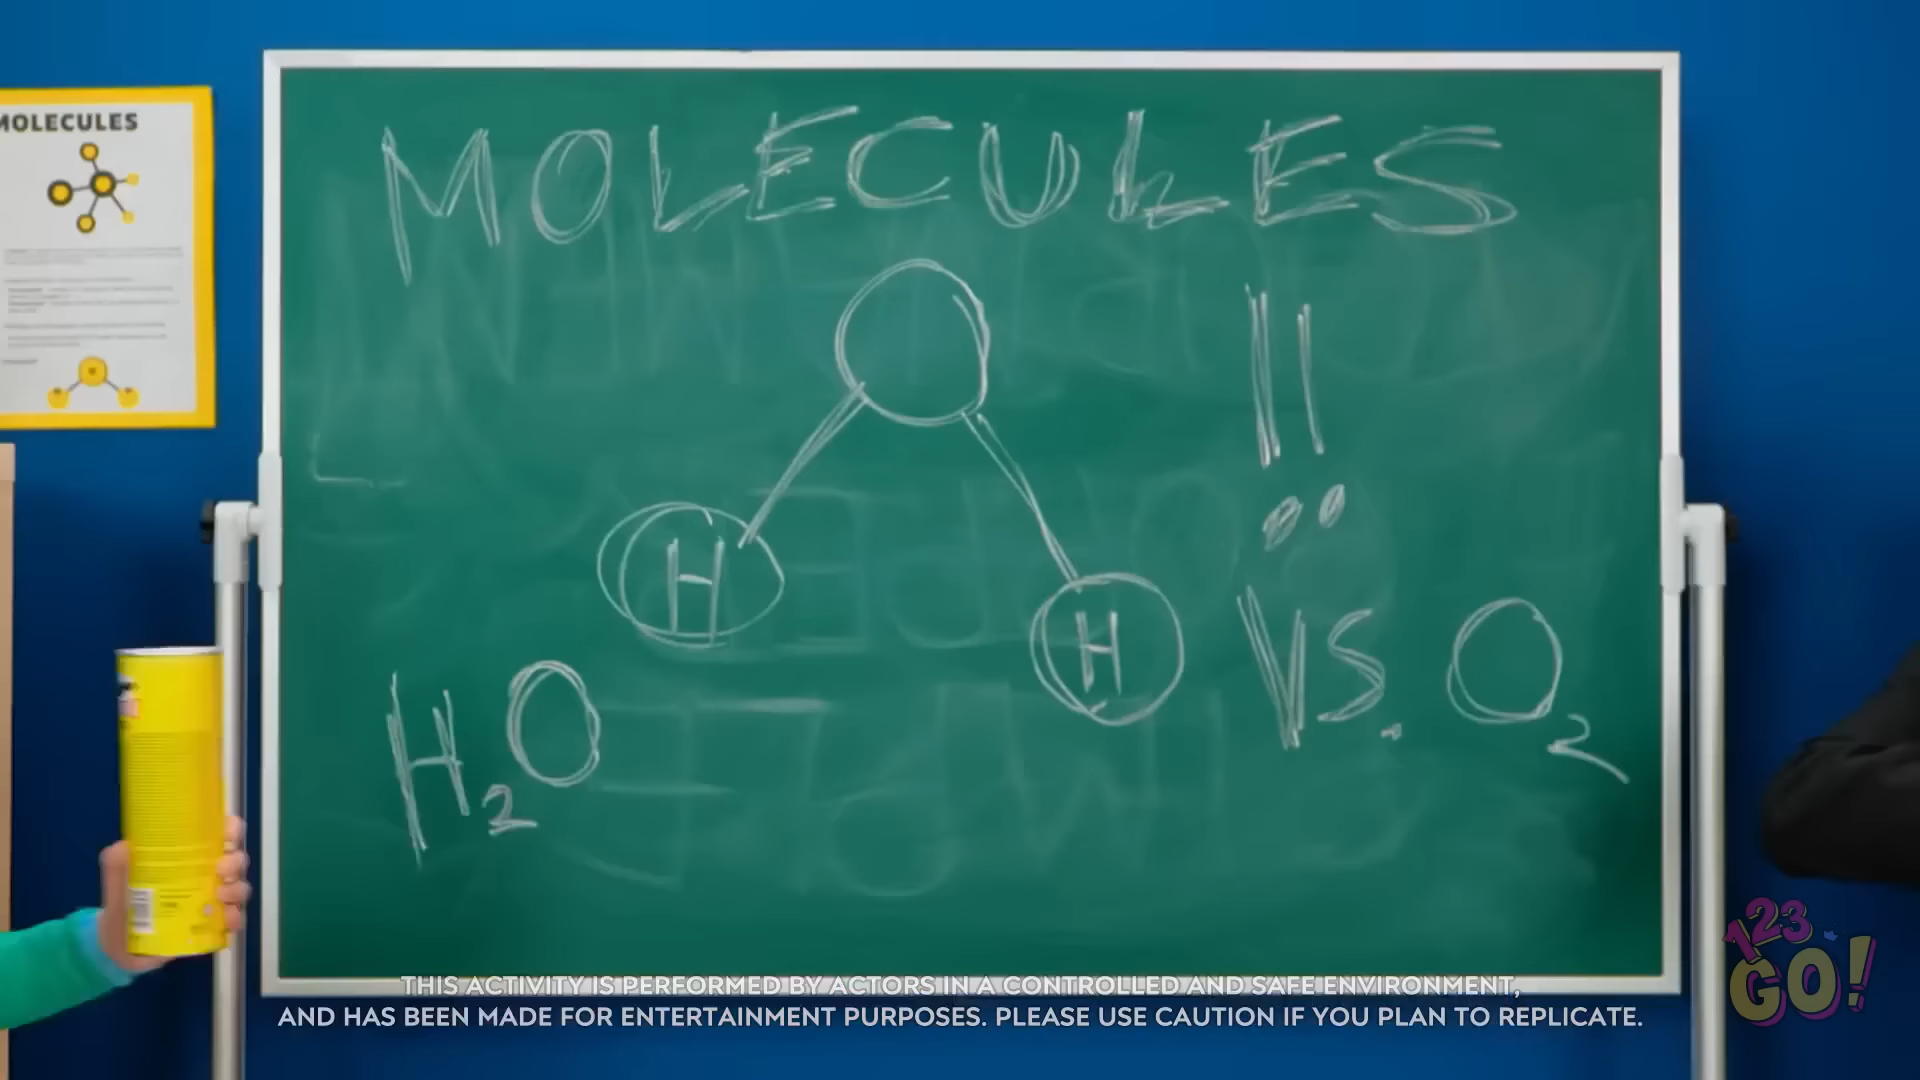 MOLECULES
MOLECULES
!!
H
H
H₂O
VS. O₂
123
GO!
THIS ACTIVITY IS PERFORMED BY ACTORS IN A CONTROLLED AND SAFE ENVIRONMENT,
AND HAS BEEN MADE FOR ENTERTAINMENT PURPOSES. PLEASE USE CAUTION IF YOU PLAN TO REPLICATE.